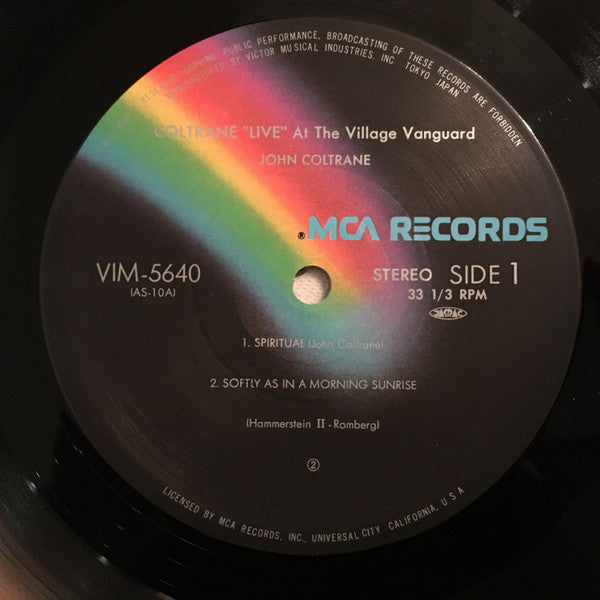 ALL RIGHTS RESERVED. COPYING, PUBLIC PERFORMANCE, BROADCASTING OF THESE RECORDS ARE FORBIDDEN
MANUFACTURED BY VICTOR MUSICAL INDUSTRIES, INC TOKYO JAPAN
COLTRANE "LIVE" At The Village Vanguard
JOHN COLTRANE
® MCA RECORDS
VIM-5640
(AS-10A)
STEREO SIDE 1
33 1/3 RPM
JASRAC
1. SPIRITUAL (John Coltrane)
2. SOFTLY AS IN A MORNING SUNRISE
(Hammerstein II - Romberg)
②
LICENSED BY MCA RECORDS, INC., UNIVERSAL CITY, CALIFORNIA, U S A